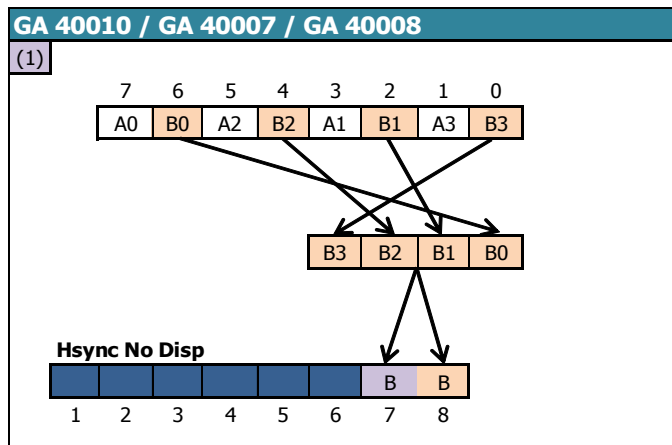 GA 40010 / GA 40007 / GA 40008
(1)
7 6 5 4 3 2 1 0
A0 B0 A2 B2 A1 B1 A3 B3
B3 B2 B1 B0
Hsync No Disp
B B
1 2 3 4 5 6 7 8